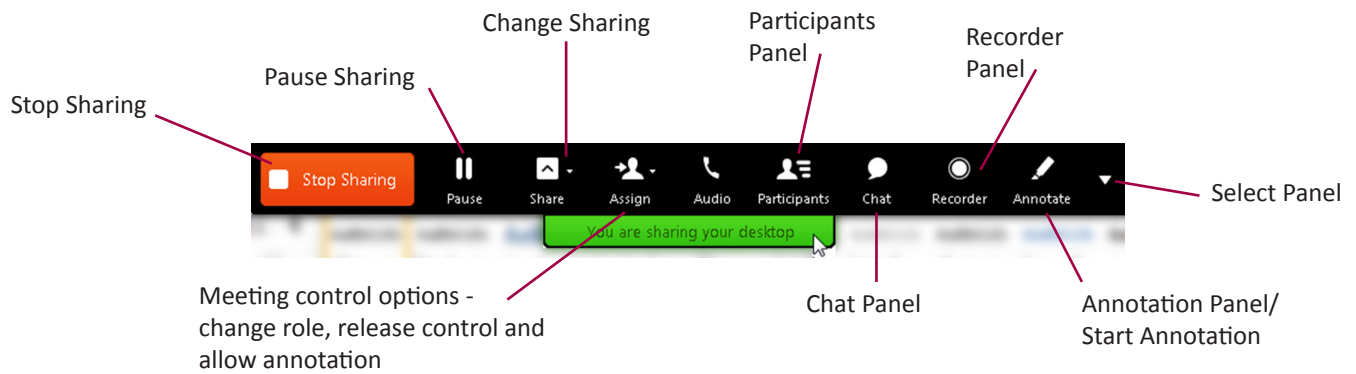 Change Sharing
Participants
Panel
Recorder
Panel
Pause Sharing
Stop Sharing
Stop Sharing
Pause
Share
Assign
Audio
Participants
Chat
Recorder
Annotate
Select Panel
You are sharing your desktop
Meeting control options -
change role, release control and
allow annotation
Chat Panel
Annotation Panel/
Start Annotation